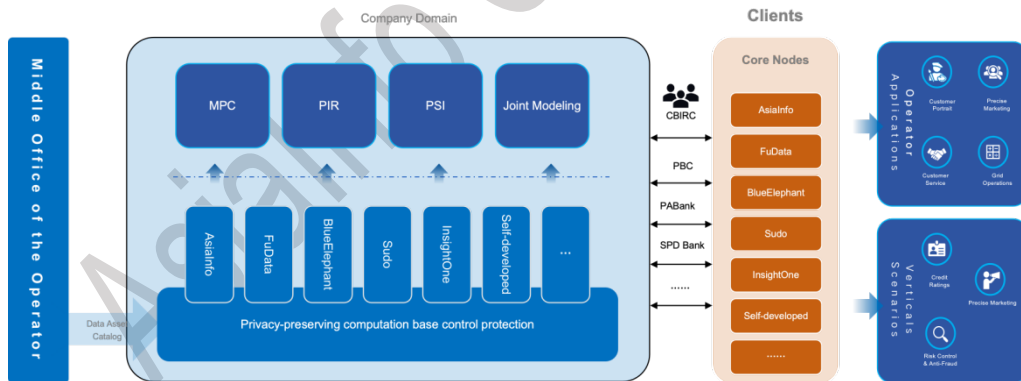 Company Domain
Clients
Middle Office of the Operator
MPC
PIR
PSI
Joint Modeling
AsiaInfo
FuData
BlueElephant
Sudo
InsightOne
Self-developed
...
Privacy-preserving computation base control protection
Data Asset
Catalog
CBIRC
PBC
PABank
SPD Bank
......
Core Nodes
AsiaInfo
FuData
BlueElephant
Sudo
InsightOne
Self-developed
......
Operator
Applications
Customer
Portrait
Precise
Marketing
Customer
Service
Grid
Operations
Verticals
Scenarios
Credit
Ratings
Precise Marketing
Risk Control
& Anti-Fraud
AsiaInfo